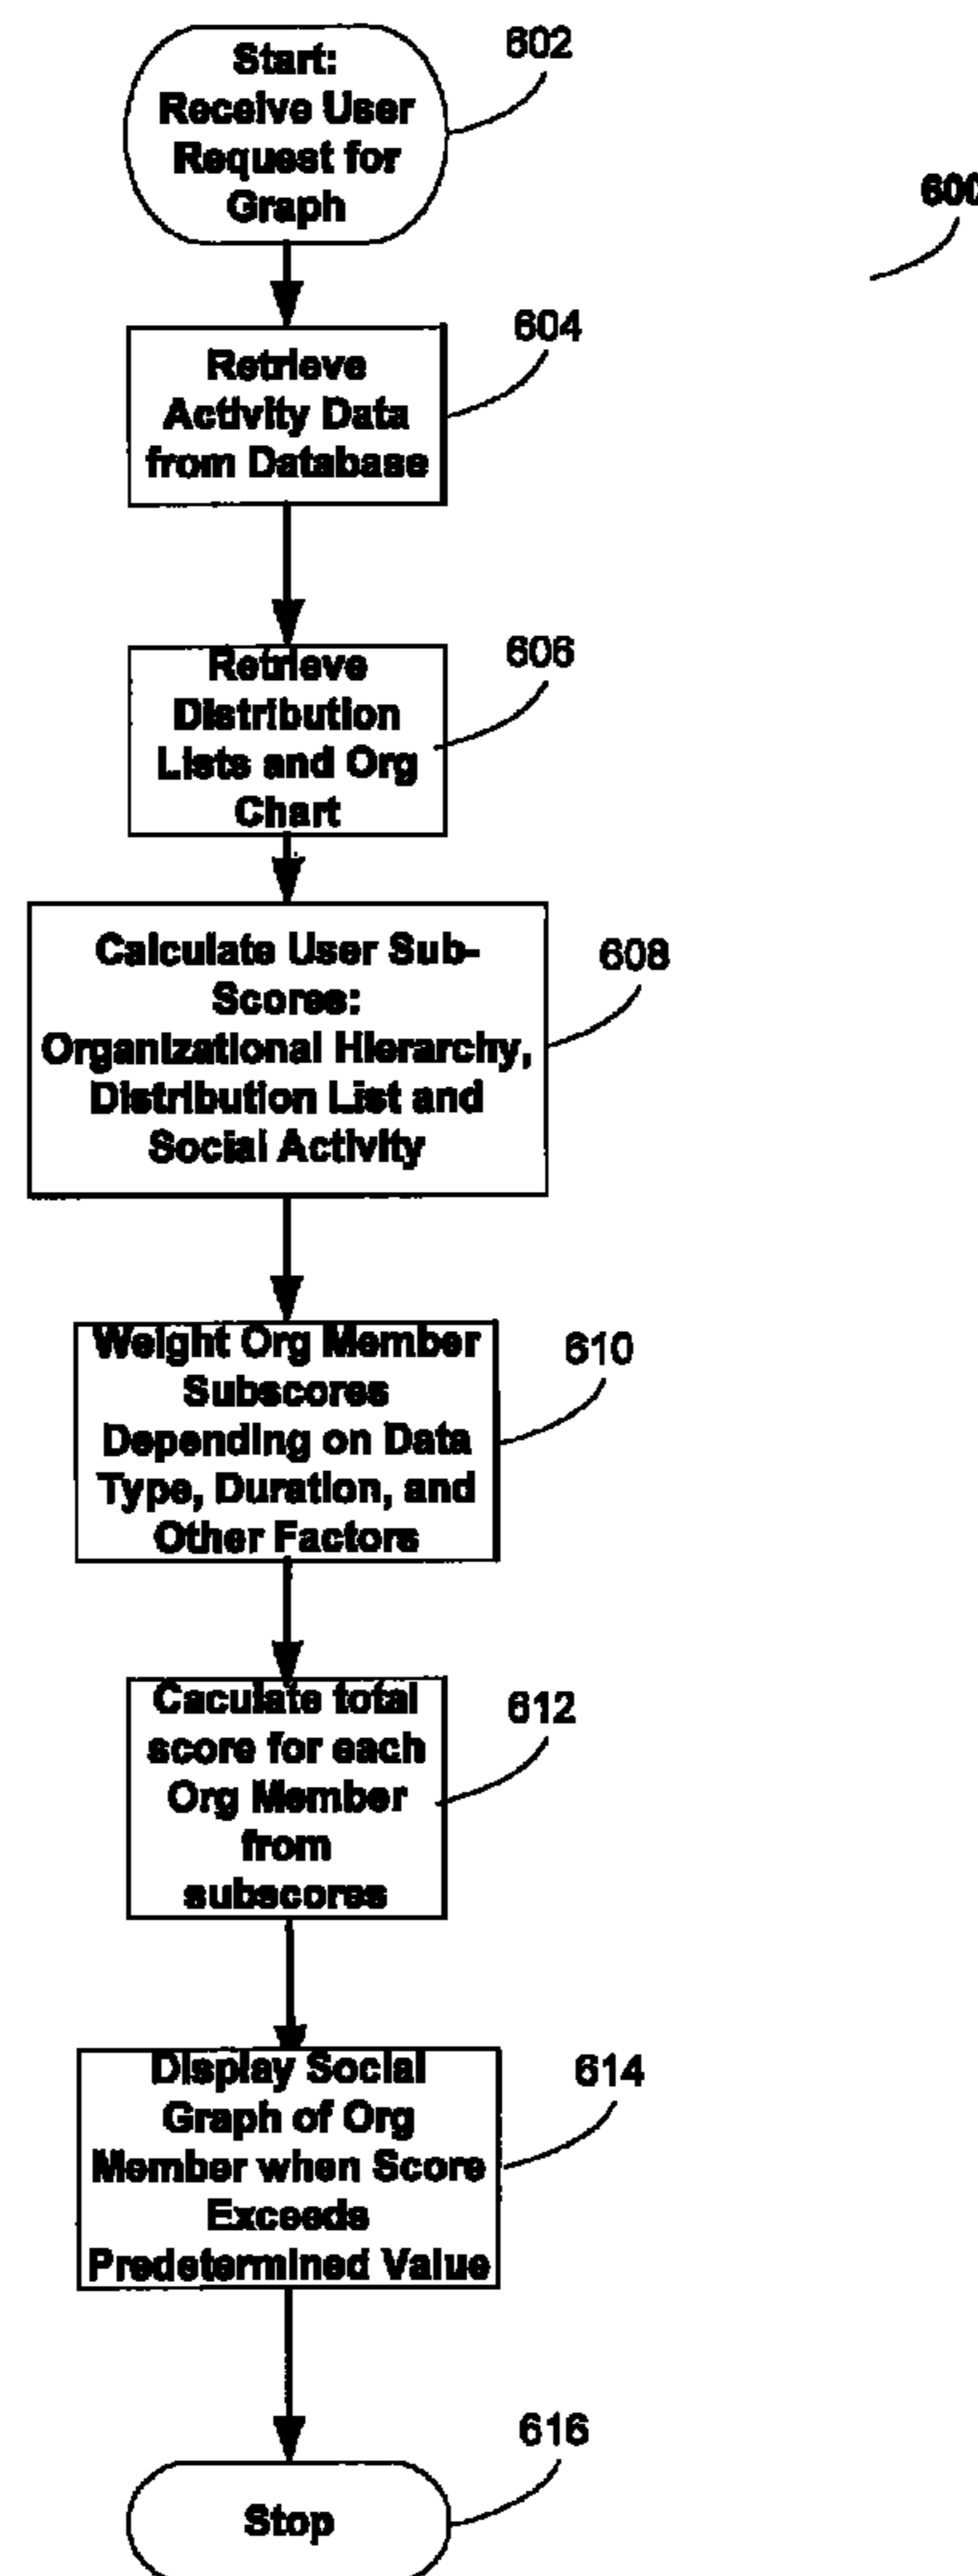 Start:
Receive User
Request for
Graph
602
600
Retrieve
Activity Data
from Database
604
Retrieve
Distribution
Lists and Org
Chart
606
Calculate User Sub-
Scores:
Organizational Hierarchy,
Distribution List and
Social Activity
608
Weight Org Member
Subscores
Depending on Data
Type, Duration, and
Other Factors
610
Caculate total
score for each
Org Member
from
subscores
612
Display Social
Graph of Org
Member when Score
Exceeds
Predetermined Value
614
Stop
616